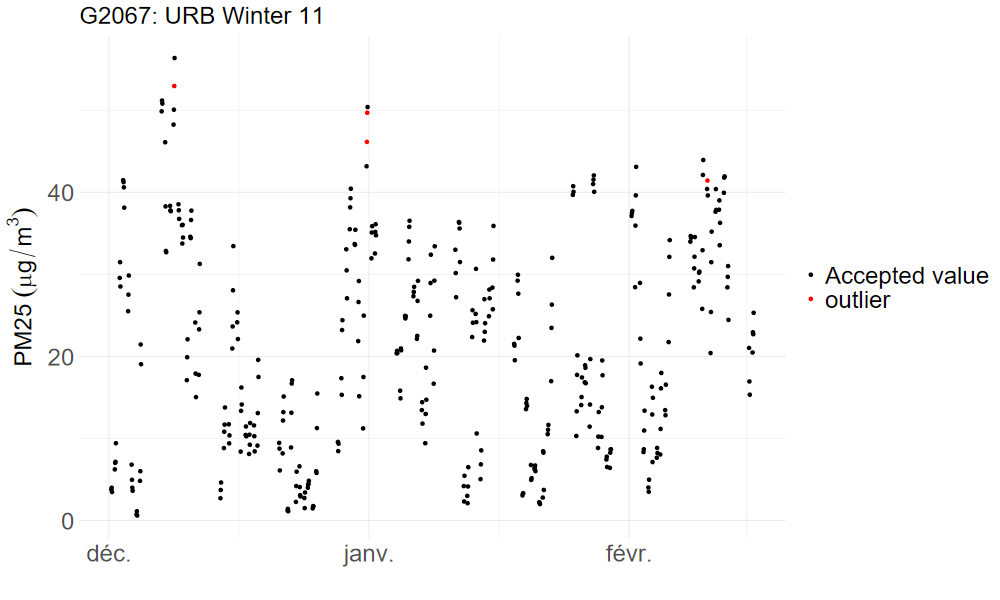 G2067: URB Winter 11
PM25 (μg/m³)
40
20
0
déc.
janv.
févr.
Accepted value
outlier